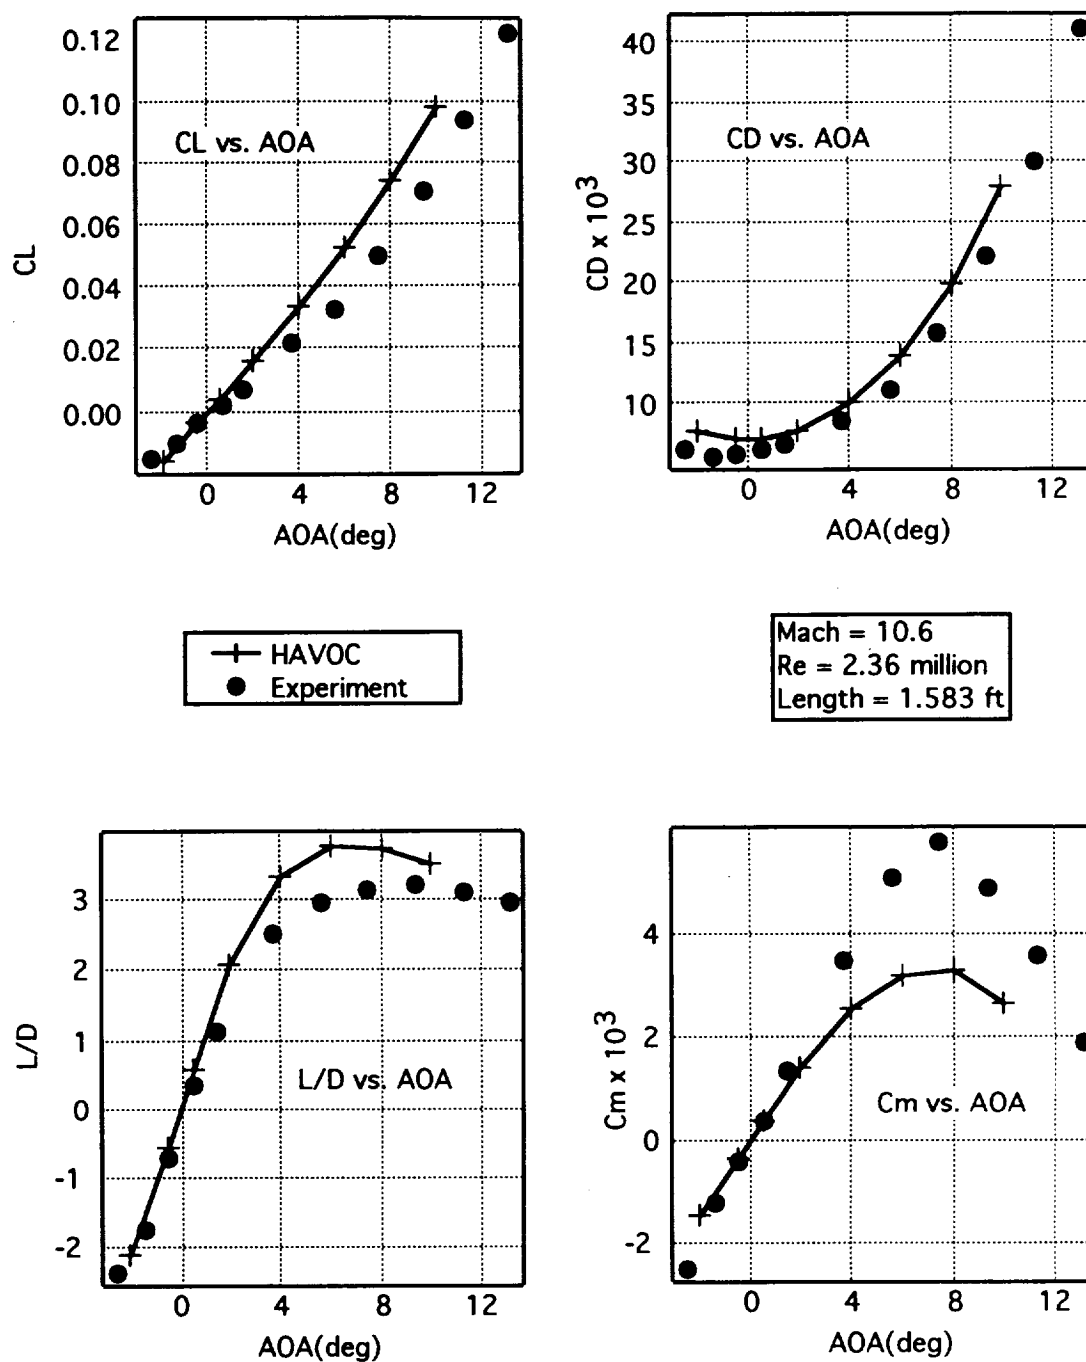 0.12
0.10
0.08
0.06
0.04
0.02
0.00
CL
CL vs. AOA
0 4 8 12
AOA(deg)
40
35
30
25
20
15
10
CD x 10³
CD vs. AOA
0 4 8 12
AOA(deg)
HAVOC
Experiment
Mach = 10.6
Re = 2.36 million
Length = 1.583 ft
3
2
1
0
-1
-2
L/D
L/D vs. AOA
0 4 8 12
AOA(deg)
4
2
0
-2
Cm x 10³
Cm vs. AOA
0 4 8 12
AOA(deg)